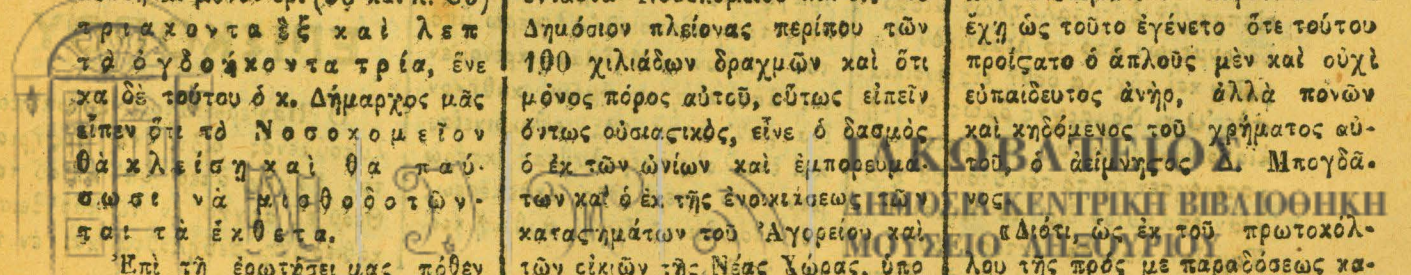 τριακοντα ἓξ καὶ λεπ
τὰ ὀγδοήκοντα τρία, ἕνε
κα δὲ τούτου ὁ κ. Δήμαρχος μᾶς
εἶπεν ὅτι τὸ Νοσοκομεῖον
θὰ κλείσῃ καὶ θὰ παύ-
σωσι νὰ μισθοδοτῶν-
ται τὰ ἔκθετα.
Ἐπὶ τῇ ἐρωτήσει μας πόθεν
Δημόσιον πλείονας περίπου τῶν
100 χιλιάδων δραχμῶν καὶ ὅτι
μόνος πόρος αὐτοῦ, οὕτως εἰπεῖν
ὄντως οὐσιαστικὸς, εἶνε ὁ δασμὸς
ὁ ἐκ τῶν ὠνίων καὶ ἐμπορευμά-
των καὶ ὁ ἐκ τῆς ἐνοικιάσεως τῶν
καταστημάτων τοῦ Ἀγορείου καὶ
τῶν οἰκιῶν τῆς Νέας Χώρας, ὑπο
ἔχῃ ὡς τοῦτο ἐγένετο ὅτε τούτου
προΐστατο ὁ ἁπλοῦς μὲν καὶ οὐχὶ
εὐπαίδευτος ἀνὴρ, ἀλλὰ πονῶν
καὶ κηδόμενος τοῦ χρήματος αὐ-
τοῦ, ὁ ἀείμνηστος Δ. Μπογδᾶ-
νος.
«Διότι, ὡς ἐκ τοῦ πρωτοκόλ-
λου τῆς πρός με παραδόσεως κα-
ΙΑΚΩΒΑΤΕΙΟΣ
ΔΗΜΟΣΙΑ ΚΕΝΤΡΙΚΗ ΒΙΒΛΙΟΘΗΚΗ
ΜΟΥΣΕΙΟ ΛΗΞΟΥΡΙΟΥ